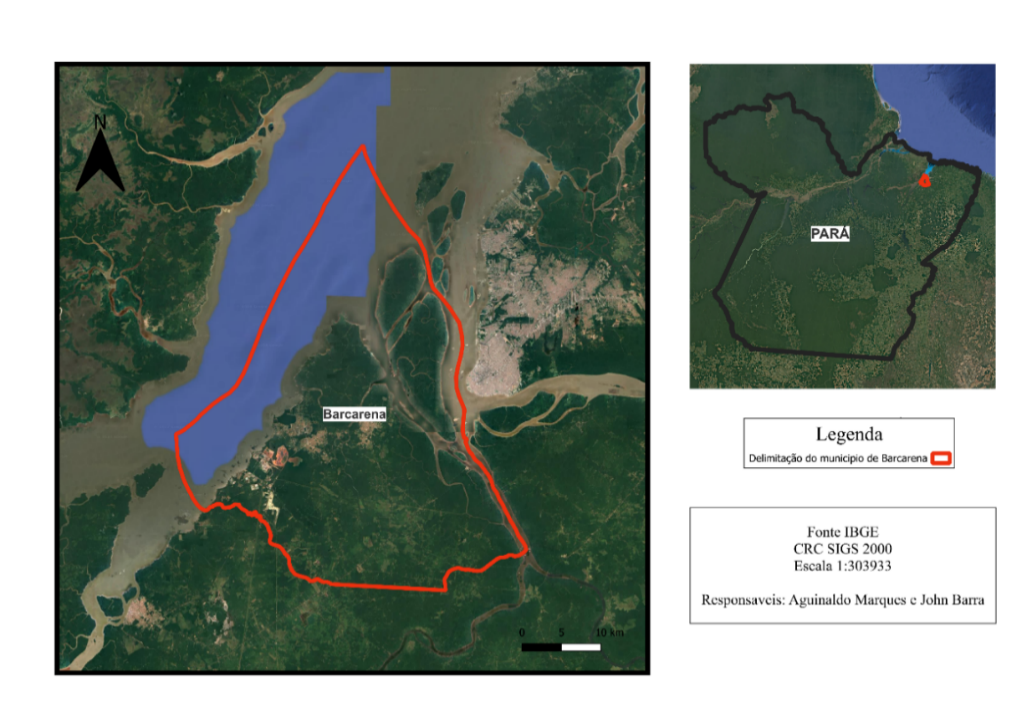 N
Barcarena
0 5 10 km
PARÁ
Legenda
Delimitação do municipio de Barcarena
Fonte IBGE
CRC SIGS 2000
Escala 1:303933
Responsaveis: Aguinaldo Marques e John Barra